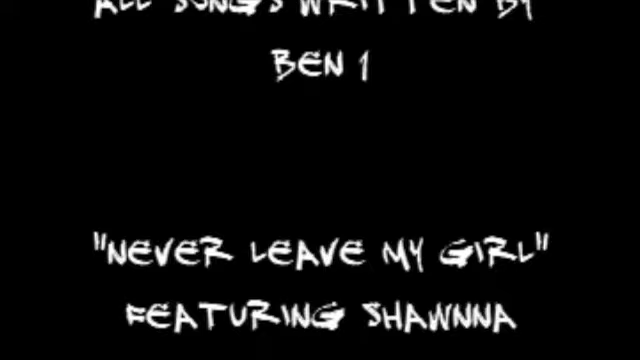 ALL SONGS WRITTEN BY
BEN 1
"NEVER LEAVE MY GIRL"
FEATURING SHAWNNA